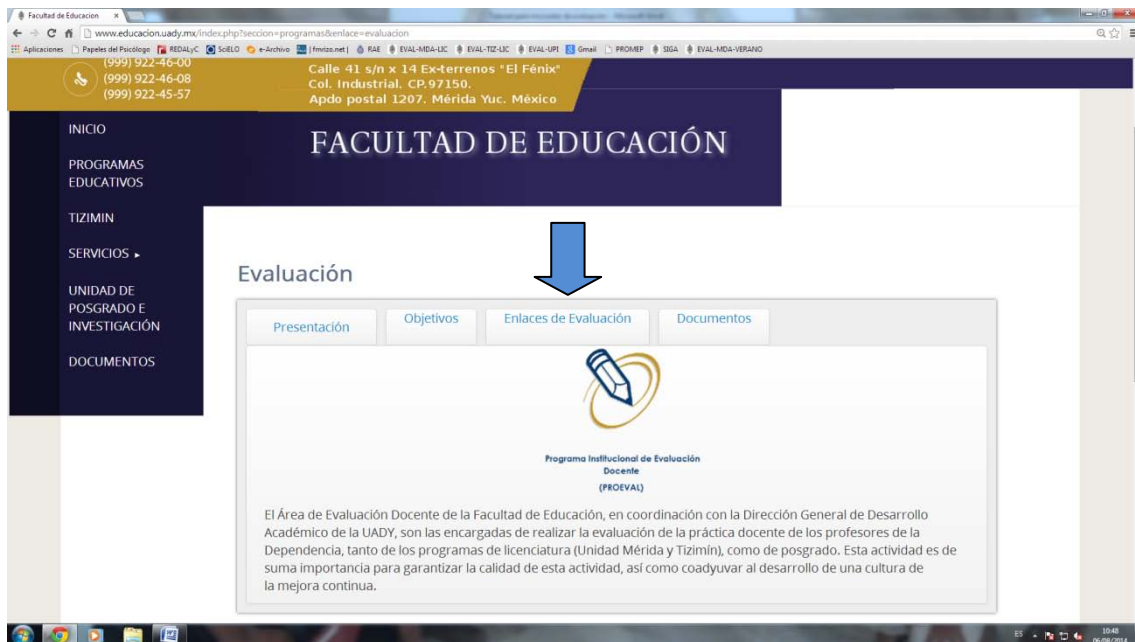 Facultad de Educacion
www.educacion.uady.mx/index.php?seccion=programas&enlace=evaluacion
Aplicaciones Papeles del Psicólogo REDALyC SciELO e-Archivo |fmrizo.net| RAE EVAL-MDA-LIC EVAL-TIZ-LIC EVAL-UPI Gmail PROMEP SIGA EVAL-MDA-VERANO
(999) 922-46-00
(999) 922-46-08
(999) 922-45-57
Calle 41 s/n x 14 Ex-terrenos "El Fénix"
Col. Industrial. CP.97150.
Apdo postal 1207. Mérida Yuc. México
FACULTAD DE EDUCACIÓN
INICIO
PROGRAMAS
EDUCATIVOS
TIZIMIN
SERVICIOS ▸
UNIDAD DE
POSGRADO E
INVESTIGACIÓN
DOCUMENTOS
Evaluación
Presentación Objetivos Enlaces de Evaluación Documentos
Programa Institucional de Evaluación
Docente
(PROEVAL)
El Área de Evaluación Docente de la Facultad de Educación, en coordinación con la Dirección General de Desarrollo
Académico de la UADY, son las encargadas de realizar la evaluación de la práctica docente de los profesores de la
Dependencia, tanto de los programas de licenciatura (Unidad Mérida y Tizimín), como de posgrado. Esta actividad es de
suma importancia para garantizar la calidad de esta actividad, así como coadyuvar al desarrollo de una cultura de
la mejora continua.
ES 10:48
06/08/2014